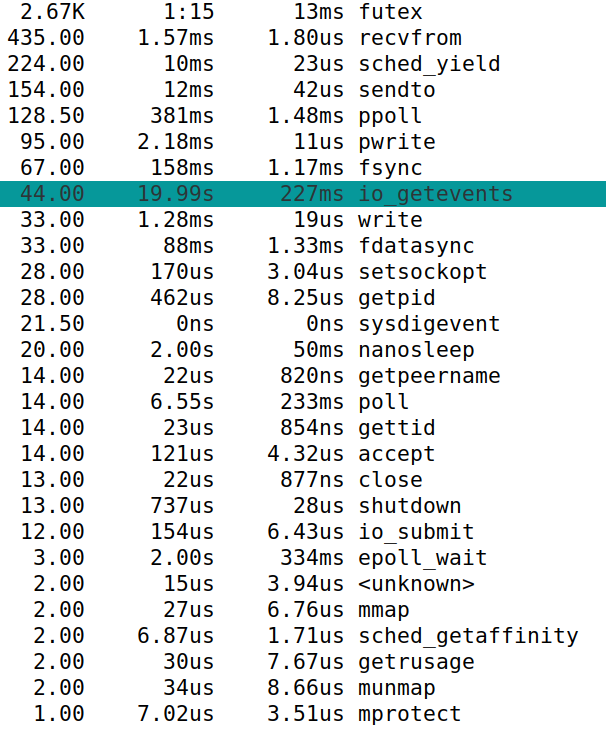 2.67K 1:15 13ms futex
435.00 1.57ms 1.80us recvfrom
224.00 10ms 23us sched_yield
154.00 12ms 42us sendto
128.50 381ms 1.48ms ppoll
95.00 2.18ms 11us pwrite
67.00 158ms 1.17ms fsync
44.00 19.99s 227ms io_getevents
33.00 1.28ms 19us write
33.00 88ms 1.33ms fdatasync
28.00 170us 3.04us setsockopt
28.00 462us 8.25us getpid
21.50 0ns 0ns sysdigevent
20.00 2.00s 50ms nanosleep
14.00 22us 820ns getpeername
14.00 6.55s 233ms poll
14.00 23us 854ns gettid
14.00 121us 4.32us accept
13.00 22us 877ns close
13.00 737us 28us shutdown
12.00 154us 6.43us io_submit
3.00 2.00s 334ms epoll_wait
2.00 15us 3.94us <unknown>
2.00 27us 6.76us mmap
2.00 6.87us 1.71us sched_getaffinity
2.00 30us 7.67us getrusage
2.00 34us 8.66us munmap
1.00 7.02us 3.51us mprotect